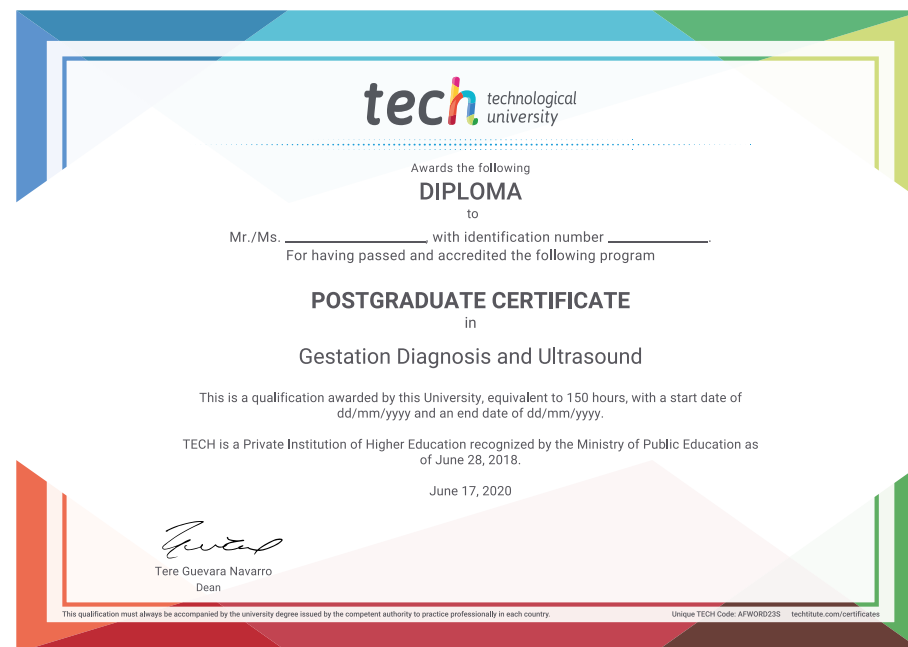 tech technological
university
Awards the following
DIPLOMA
to
Mr./Ms. ____________________, with identification number ______________.
For having passed and accredited the following program
POSTGRADUATE CERTIFICATE
in
Gestation Diagnosis and Ultrasound
This is a qualification awarded by this University, equivalent to 150 hours, with a start date of
dd/mm/yyyy and an end date of dd/mm/yyyy.
TECH is a Private Institution of Higher Education recognized by the Ministry of Public Education as
of June 28, 2018.
June 17, 2020
Tere Guevara Navarro
Dean
This qualification must always be accompanied by the university degree issued by the competent authority to practice professionally in each country. Unique TECH Code: AFWORD23S techtitute.com/certificates